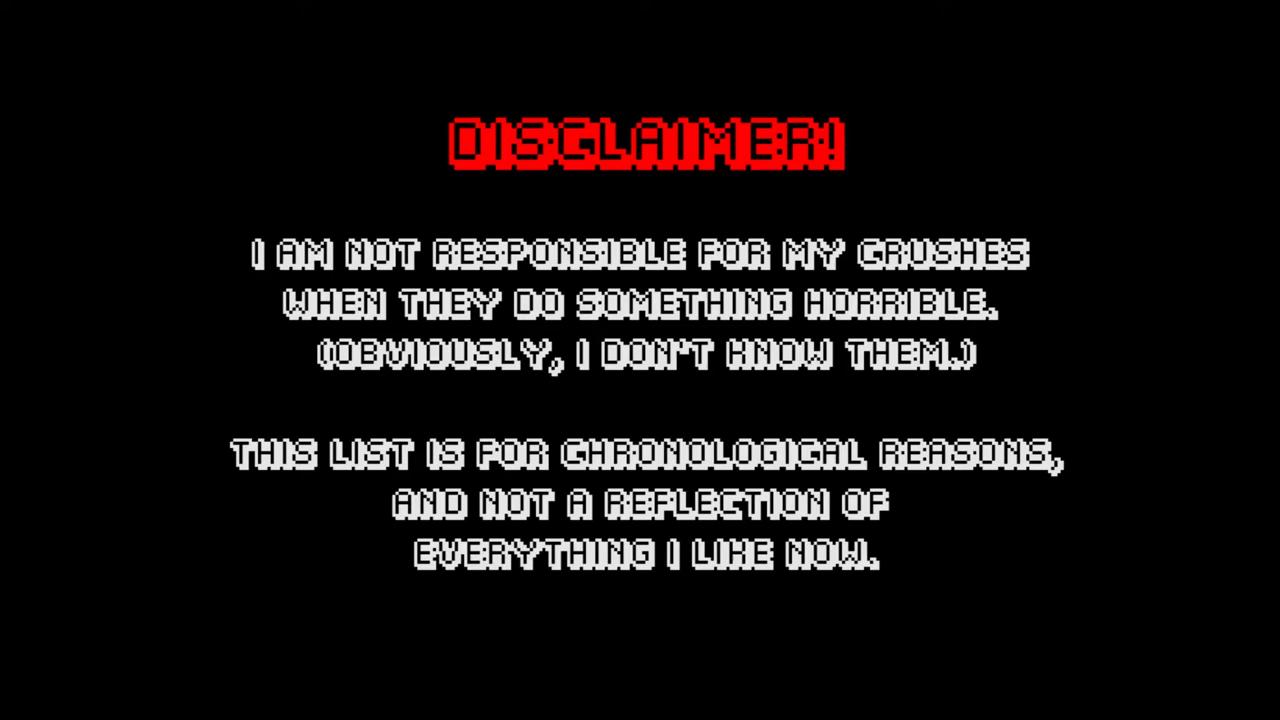 DISCLAIMER!
I AM NOT RESPONSIBLE FOR MY CRUSHES
WHEN THEY DO SOMETHING HORRIBLE.
(OBVIOUSLY, I DON'T KNOW THEM.)
THIS LIST IS FOR CHRONOLOGICAL REASONS,
AND NOT A REFLECTION OF
EVERYTHING I LIKE NOW.